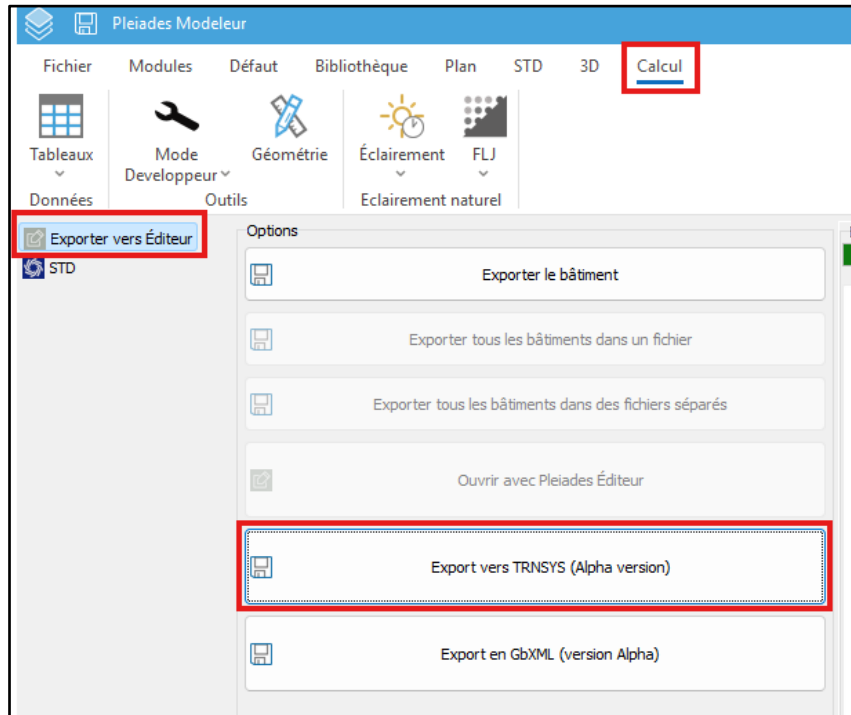 Pleiades Modeleur
Fichier Modules Défaut Bibliothèque Plan STD 3D Calcul
Tableaux Mode Developpeur Géométrie Éclairement FLJ
Données Outils Eclairement naturel
Exporter vers Éditeur
STD
Options
Exporter le bâtiment
Exporter tous les bâtiments dans un fichier
Exporter tous les bâtiments dans des fichiers séparés
Ouvrir avec Pleiades Éditeur
Export vers TRNSYS (Alpha version)
Export en GbXML (version Alpha)